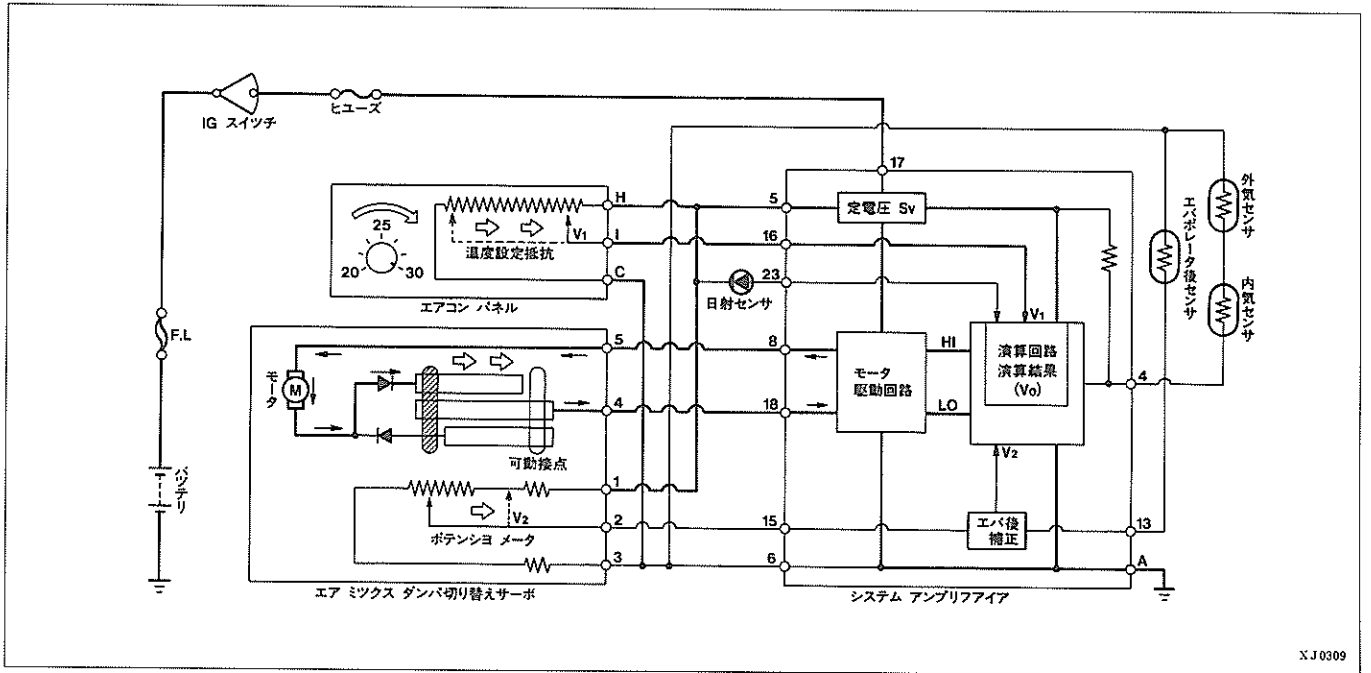 IG スイッチ
ヒューズ
F.L
バッテリ
20
25
30
温度設定抵抗
V₁
H
I
C
エアコン パネル
モータ
M
可動接点
V₂
ポテンショ メータ
5
4
1
2
3
エア ミックス ダンパ切り替えサーボ
日射センサ
17
5
16
23
8
18
15
6
定電圧 Sv
モータ
駆動回路
HI
LO
V₁
演算回路
演算結果
(Vo)
V₂
エバ後
補正
4
13
A
システム アンプリファイア
エバポレータ後センサ
外気センサ
内気センサ
XJ0309